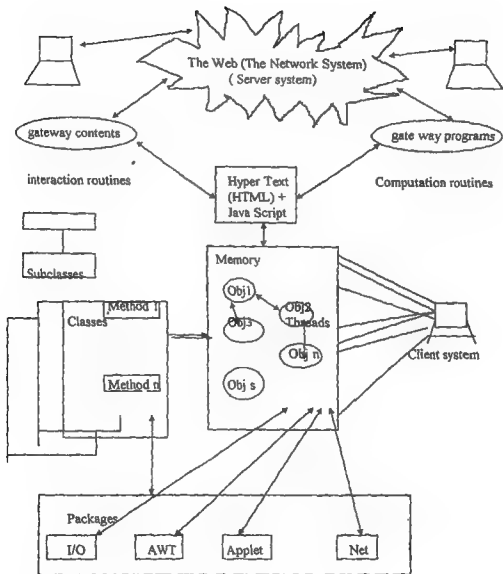 The Web (The Network System)
( Server system)
gateway contents
gate way programs
interaction routines
Hyper Text
(HTML) +
Java Script
Computation routines
Memory
Subclasses
Obj1
Obj2
Method 1
Classes
Obj3
Threads
Obj n
Client system
Method n
Obj s
Packages
I/O
AWT
Applet
Net